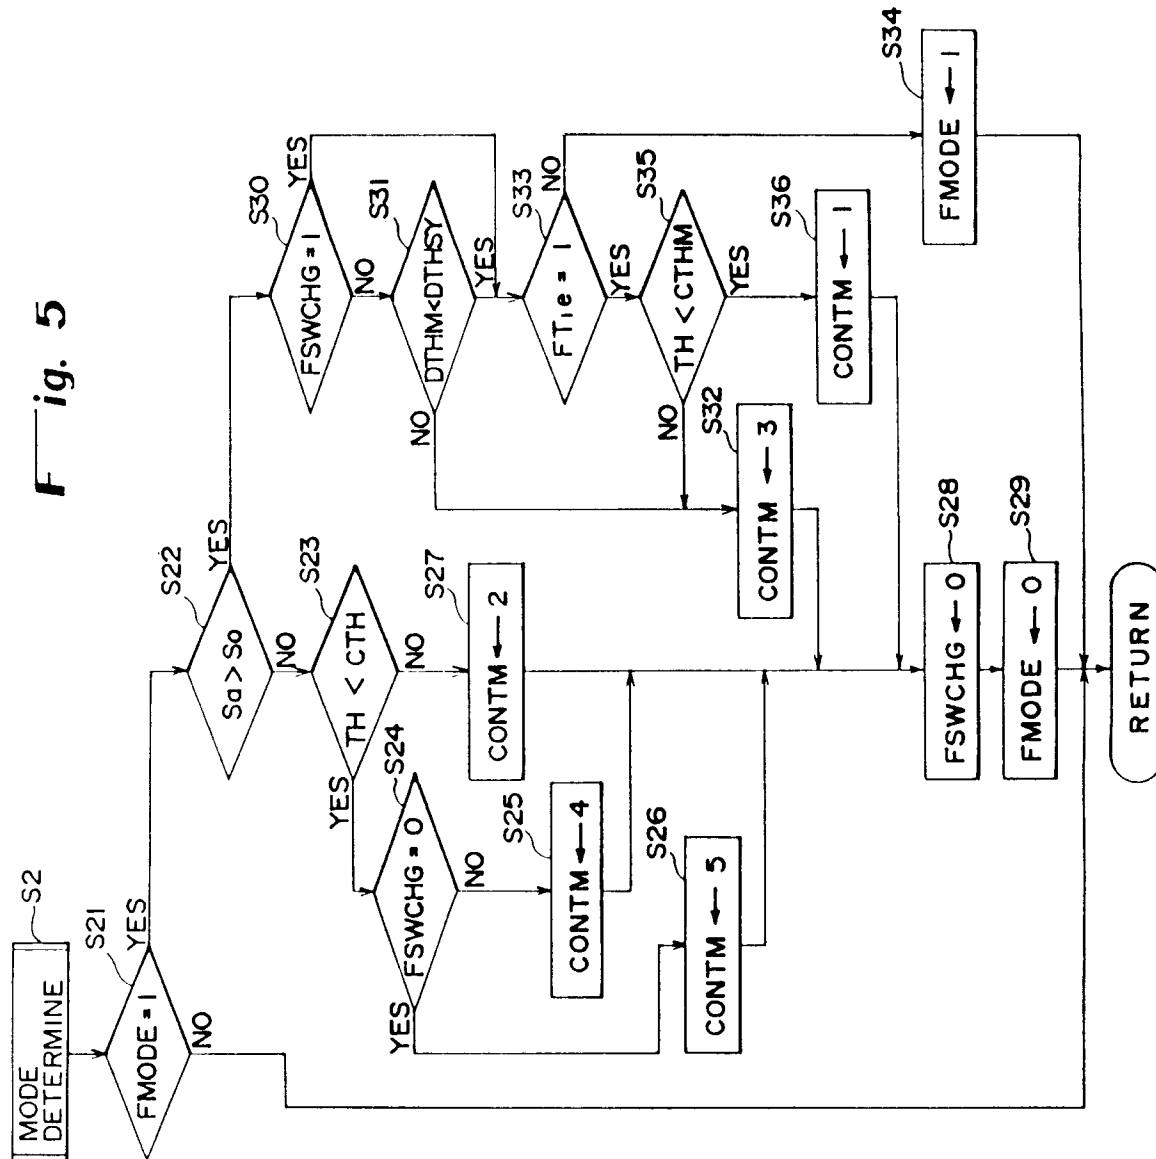 Fig. 5
MODE
DETERMINE
S2
FMODE = 1
S21
YES
NO
Sa > So
S22
YES
NO
TH < CTH
S23
YES
NO
FSWCHG = 0
S24
YES
NO
CONTM ← 4
S25
CONTM ← 5
S26
CONTM ← 2
S27
FSWCHG = 1
S30
YES
NO
DTHM<DTHSY
S31
NO
YES
FTie = 1
S33
NO
YES
TH < CTHM
S35
NO
YES
CONTM ← 3
S32
CONTM ← 1
S36
FMODE ← 1
S34
FSWCHG ← 0
S28
FMODE ← 0
S29
RETURN